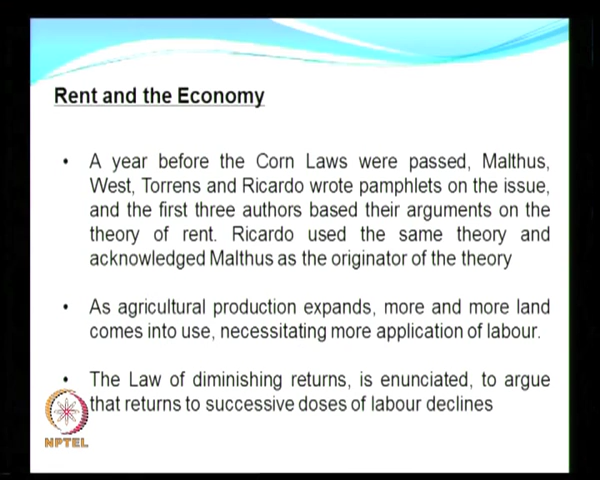 Rent and the Economy
• A year before the Corn Laws were passed, Malthus,
West, Torrens and Ricardo wrote pamphlets on the issue,
and the first three authors based their arguments on the
theory of rent. Ricardo used the same theory and
acknowledged Malthus as the originator of the theory
• As agricultural production expands, more and more land
comes into use, necessitating more application of labour.
• The Law of diminishing returns, is enunciated, to argue
that returns to successive doses of labour declines
NPTEL